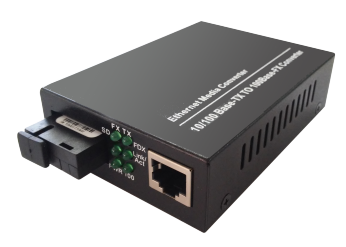 Ethernet Media Converter
10/100 Base-TX TO 100Base-FX Converter
FX TX
SD
FDX
Link/
Act
PWR 100